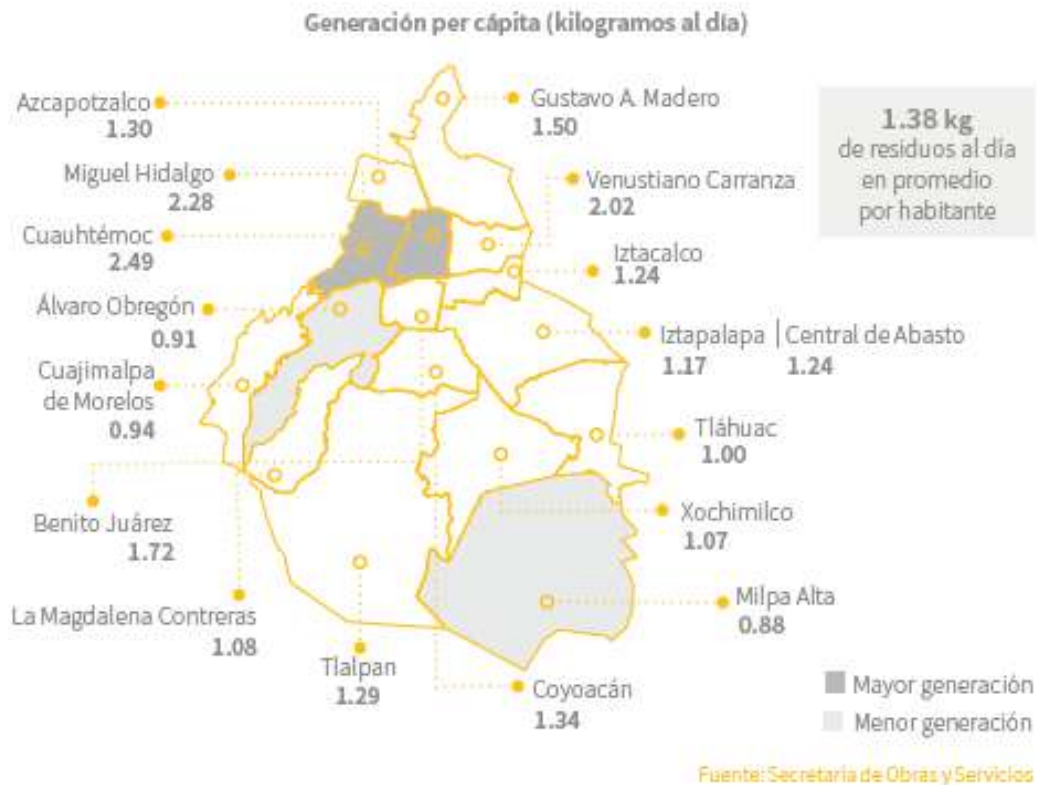 Generación per cápita (kilogramos al día)
Azcapotzalco
1.30
Gustavo A. Madero
1.50
1.38 kg
de residuos al día
en promedio
por habitante
Miguel Hidalgo
2.28
Venustiano Carranza
2.02
Cuauhtémoc
2.49
Iztacalco
1.24
Álvaro Obregón
0.91
Iztapalapa | Central de Abasto
1.17 1.24
Cuajimalpa
de Morelos
0.94
Tláhuac
1.00
Benito Juárez
1.72
Xochimilco
1.07
La Magdalena Contreras
1.08
Milpa Alta
0.88
Tlalpan
1.29
Coyoacán
1.34
Mayor generación
Menor generación
Fuente: Secretaría de Obras y Servicios